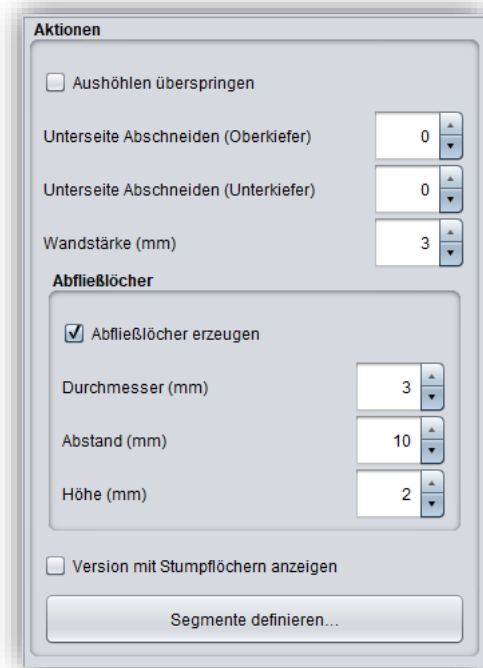 Aktionen
Aushöhlen überspringen
Unterseite Abschneiden (Oberkiefer) 0
Unterseite Abschneiden (Unterkiefer) 0
Wandstärke (mm) 3
Abfließlöcher
Abfließlöcher erzeugen
Durchmesser (mm) 3
Abstand (mm) 10
Höhe (mm) 2
Version mit Stumpflöchern anzeigen
Segmente definieren...